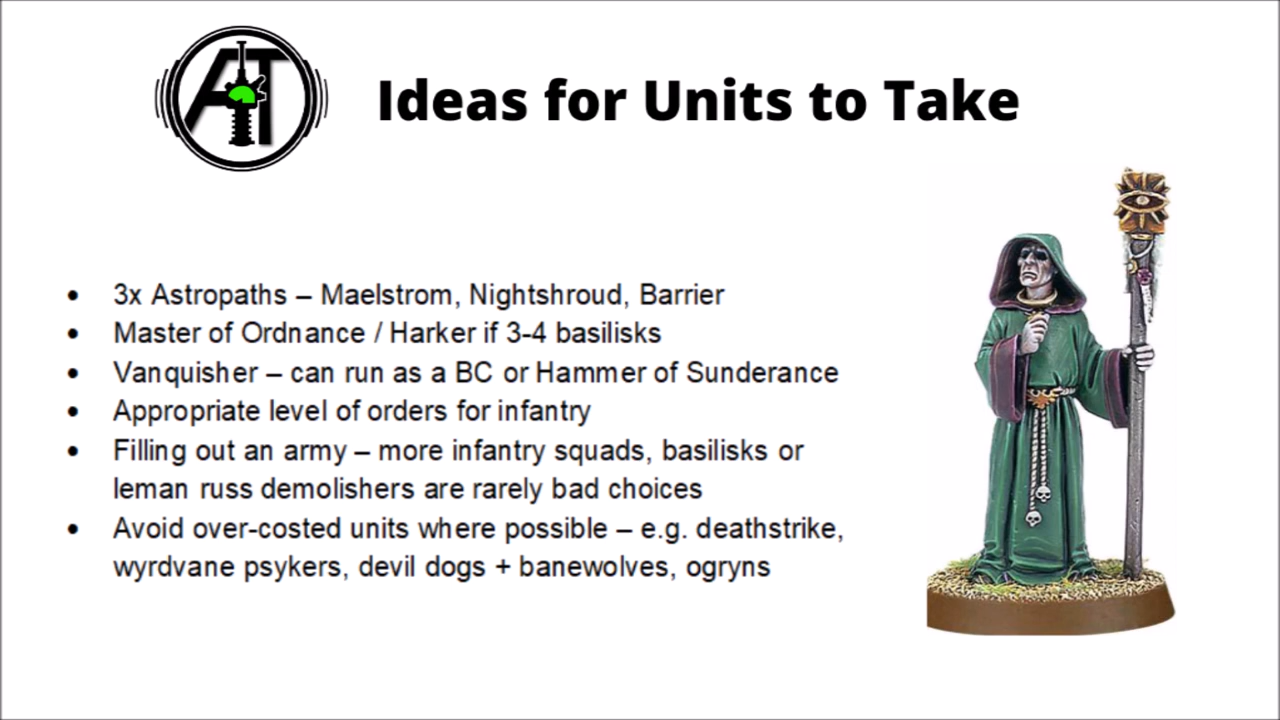 AT
Ideas for Units to Take
• 3x Astropaths – Maelstrom, Nightshroud, Barrier
• Master of Ordnance / Harker if 3-4 basilisks
• Vanquisher – can run as a BC or Hammer of Sunderance
• Appropriate level of orders for infantry
• Filling out an army – more infantry squads, basilisks or
leman russ demolishers are rarely bad choices
• Avoid over-costed units where possible – e.g. deathstrike,
wyrdvane psykers, devil dogs + banewolves, ogryns